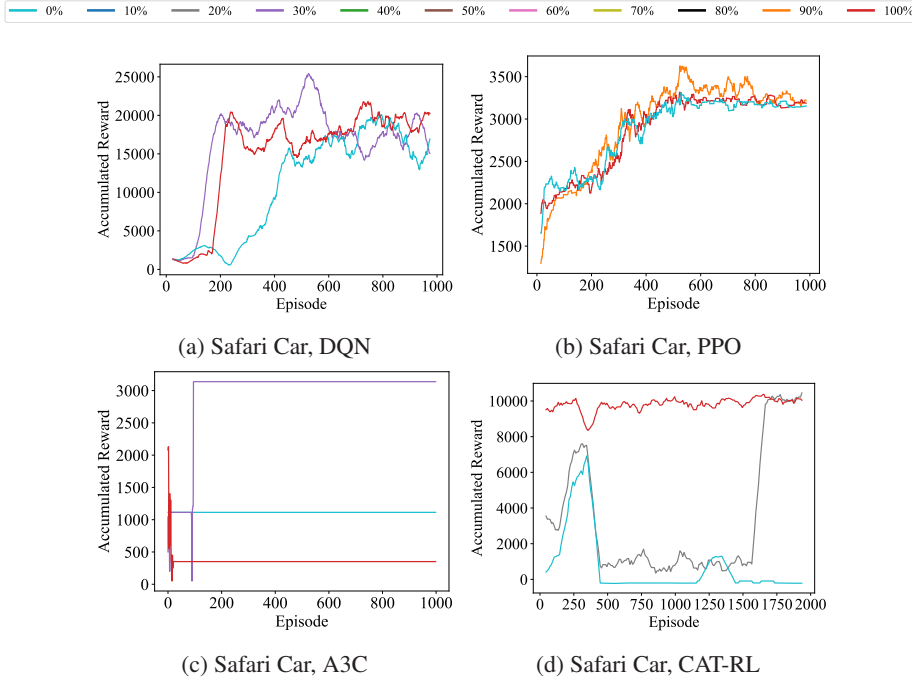 0% 10% 20% 30% 40% 50% 60% 70% 80% 90% 100%
25000
20000
15000
10000
5000
0
Accumulated Reward
0 200 400 600 800 1000
Episode
(a) Safari Car, DQN
3500
3000
2500
2000
1500
Accumulated Reward
0 200 400 600 800 1000
Episode
(b) Safari Car, PPO
3000
2500
2000
1500
1000
500
0
Accumulated Reward
0 200 400 600 800 1000
Episode
(c) Safari Car, A3C
10000
8000
6000
4000
2000
0
Accumulated Reward
0 250 500 750 1000 1250 1500 1750 2000
Episode
(d) Safari Car, CAT-RL